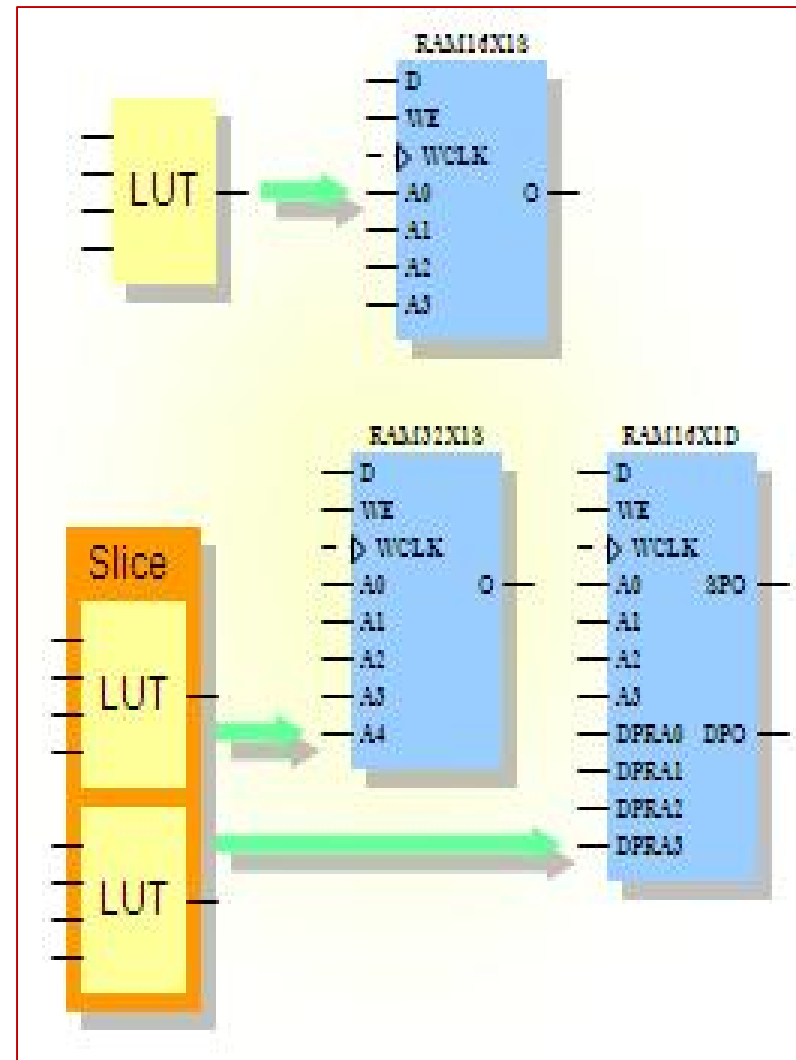 RAM16X1S
D
WE
WCLK
LUT
A0 O
A1
A2
A3
RAM32X1S
D
WE
WCLK
A0 O
A1
A2
A3
A4
RAM16X1D
D
WE
WCLK
A0 SPO
A1
A2
A3
DPRA0 DPO
DPRA1
DPRA2
DPRA3
Slice
LUT
LUT